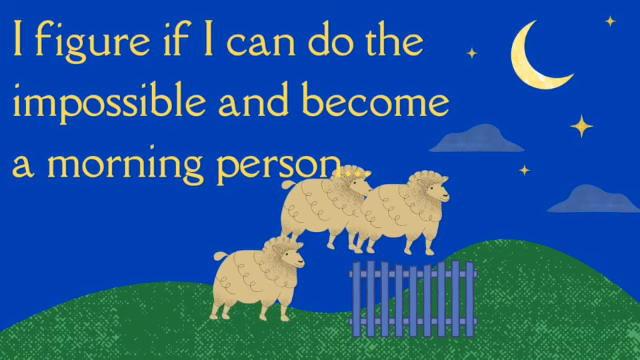 I figure if I can do the
impossible and become
a morning person...